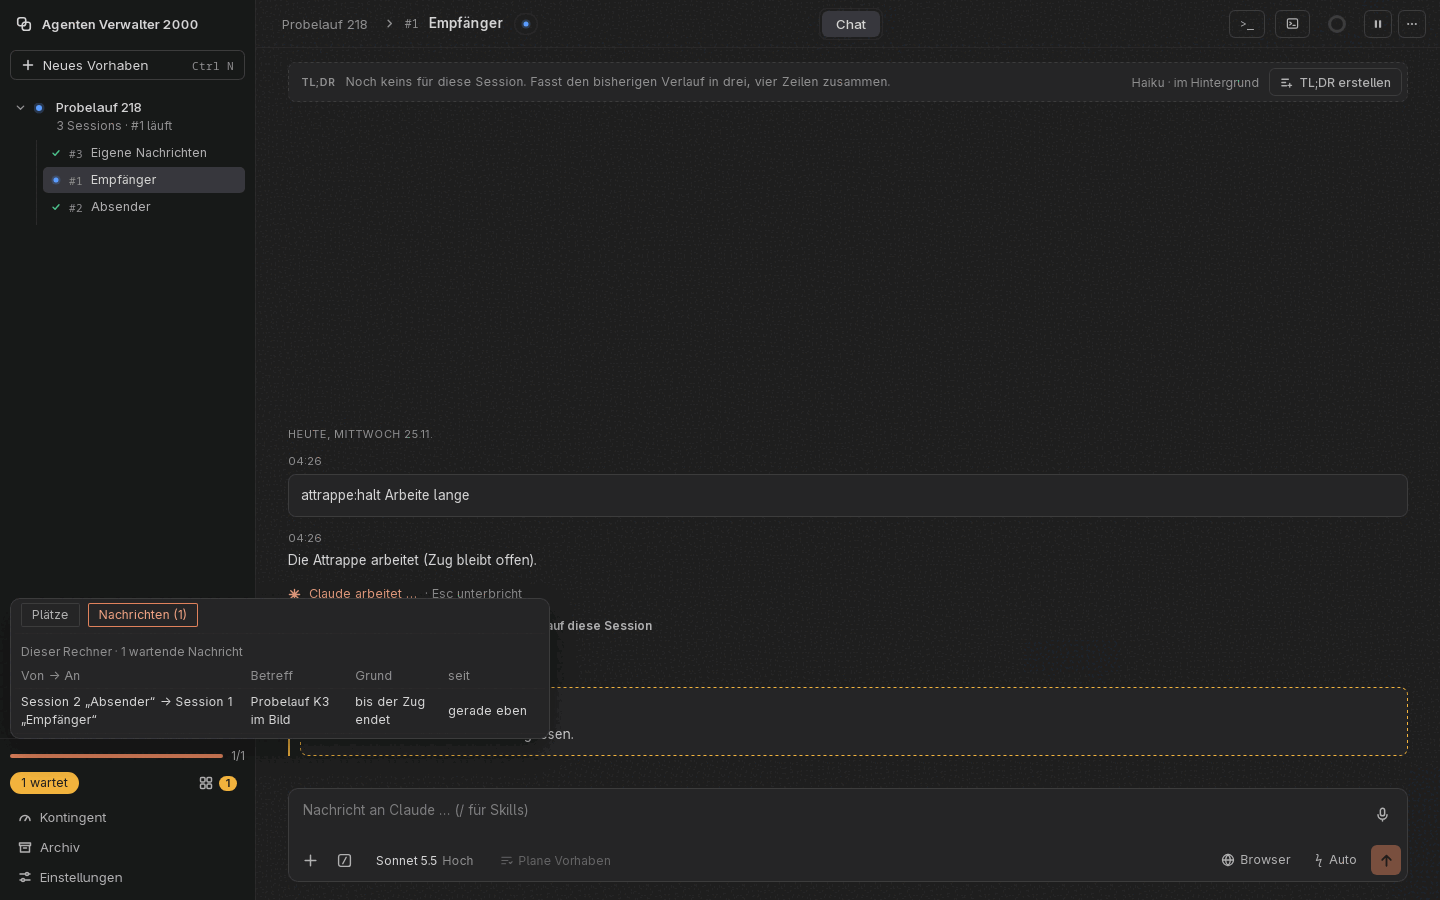 Agenten Verwalter 2000
Neues Vorhaben Ctrl N
Probelauf 218
3 Sessions · #1 läuft
#3 Eigene Nachrichten
#1 Empfänger
#2 Absender
Probelauf 218 #1 Empfänger
Chat
>_
TL;DR Noch keins für diese Session. Fasst den bisherigen Verlauf in drei, vier Zeilen zusammen.
Haiku · im Hintergrund TL;DR erstellen
HEUTE, MITTWOCH 25.11.
04:26
attrappe:halt Arbeite lange
04:26
Die Attrappe arbeitet (Zug bleibt offen).
Claude arbeitet … · Esc unterbricht
auf diese Session
Plätze
Nachrichten (1)
Dieser Rechner · 1 wartende Nachricht
Von → An Betreff Grund seit
Session 2 „Absender“ → Session 1 „Empfänger“
Probelauf K3 im Bild
bis der Zug endet
gerade eben
1/1
1 wartet
1
Kontingent
Archiv
Einstellungen
Nachricht an Claude … (/ für Skills)
Sonnet 5.5 Hoch
Plane Vorhaben
Browser
Auto